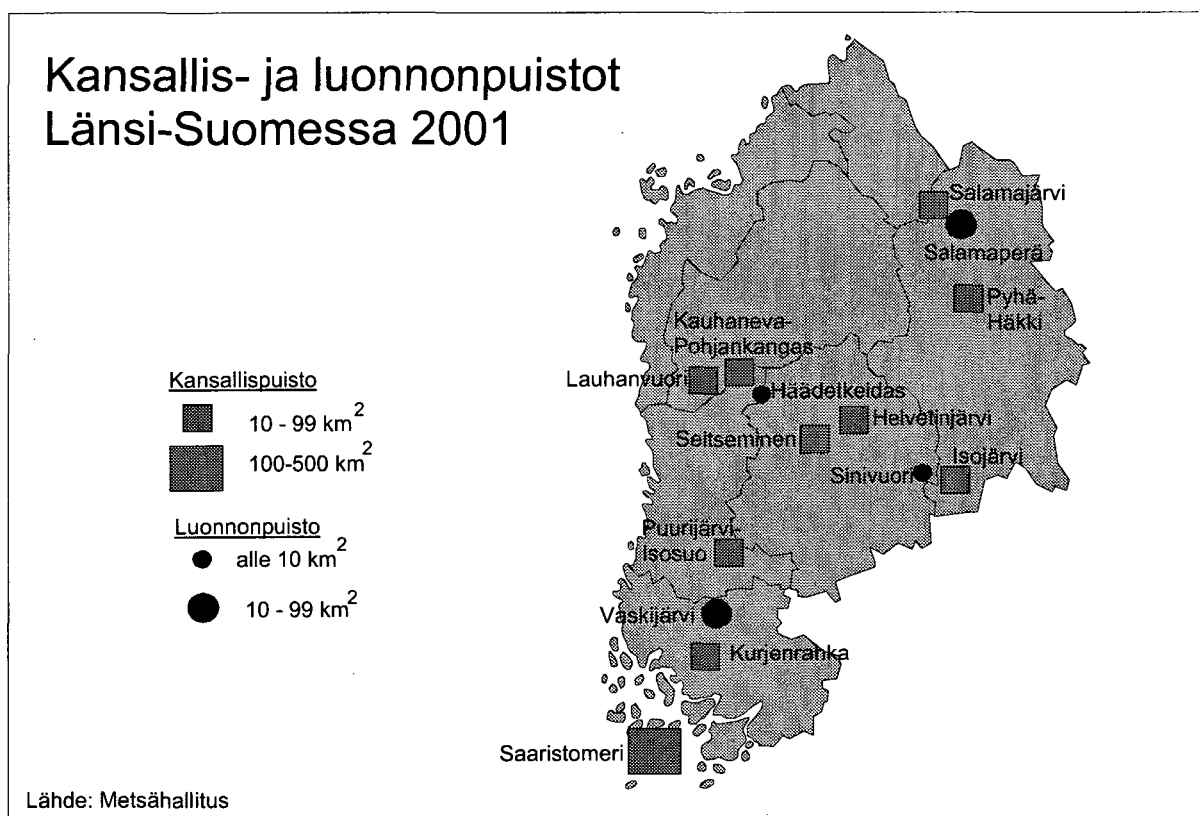 Kansallis- ja luonnonpuistot
Länsi-Suomessa 2001
Salamajärvi
Salamaperä
Pyhä-
Häkki
Kauhaneva-
Pohjankangas
Lauhanvuori
Häädetkeidas
Helvetinjärvi
Seitseminen
Isojärvi
Sinivuori
Puurijärvi-
Isosuo
Vaskijärvi
Kurjenrahka
Saaristomeri
Kansallispuisto
10 - 99 km²
100-500 km²
Luonnonpuisto
alle 10 km²
10 - 99 km²
Lähde: Metsähallitus